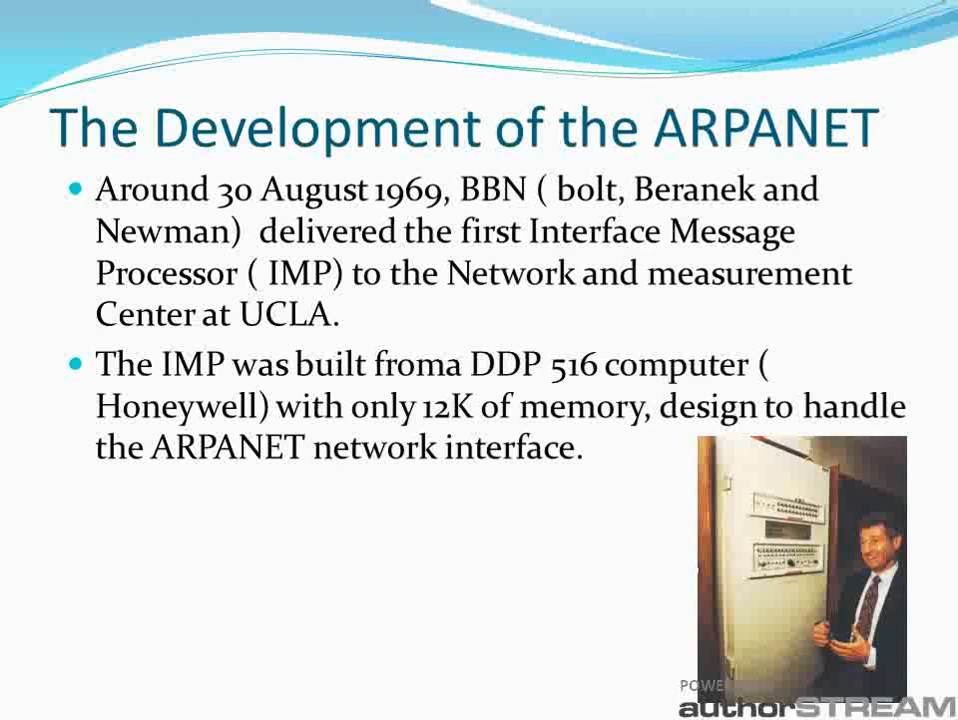 The Development of the ARPANET
Around 30 August 1969, BBN ( bolt, Beranek and
Newman)  delivered the first Interface Message
Processor ( IMP) to the Network and measurement
Center at UCLA.
The IMP was built froma DDP 516 computer (
Honeywell) with only 12K of memory, design to handle
the ARPANET network interface.
authorSTREAM